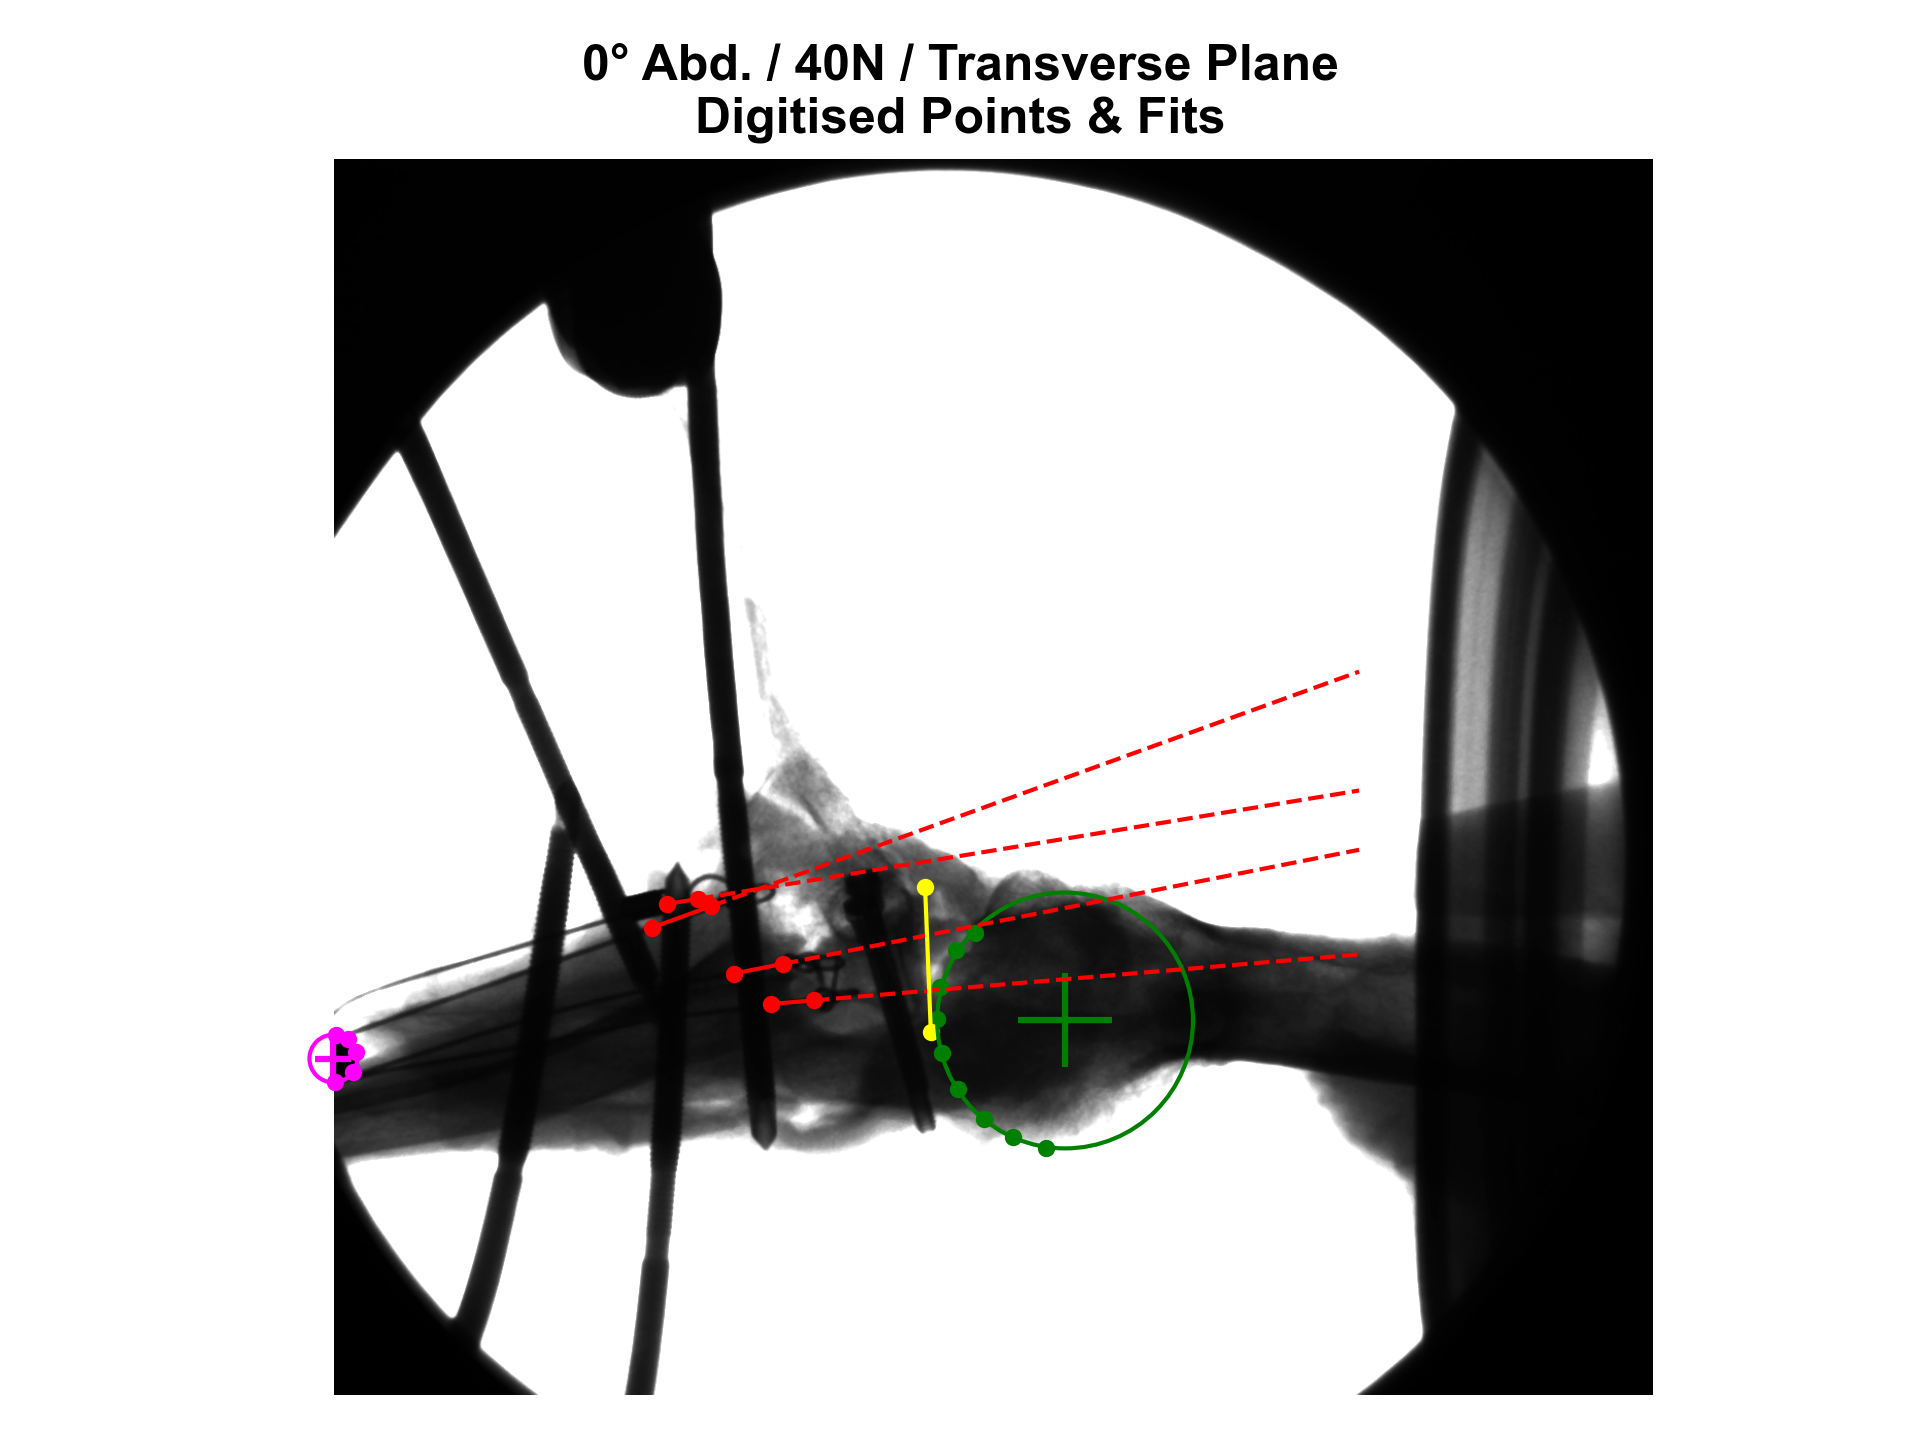 0° Abd. / 40N / Transverse Plane
Digitised Points & Fits